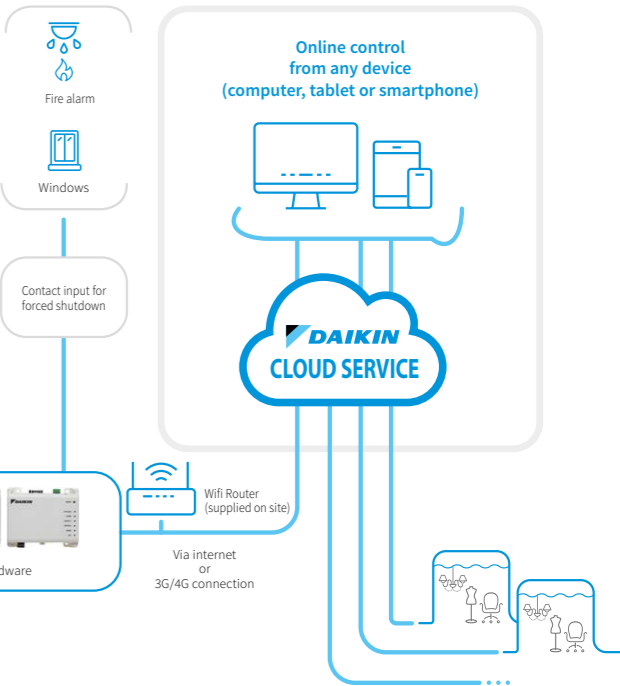 Fire alarm
Windows
Contact input for
forced shutdown
Online control
from any device
(computer, tablet or smartphone)
DAIKIN
CLOUD SERVICE
DAIKIN
dware
Wifi Router
(supplied on site)
Via internet
or
3G/4G connection